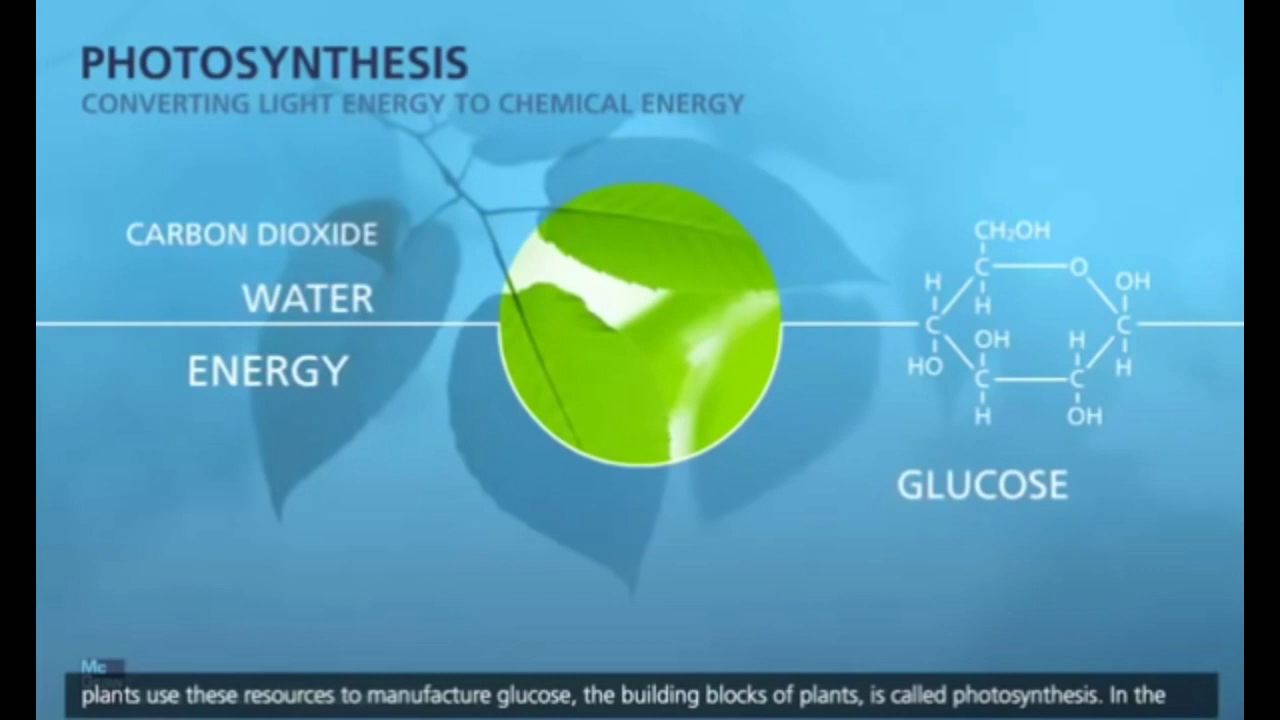 PHOTOSYNTHESIS
CONVERTING LIGHT ENERGY TO CHEMICAL ENERGY
CARBON DIOXIDE
WATER
ENERGY
CH₂OH
C O
H OH
H
C C
OH H
HO H
C C
H OH
GLUCOSE
Mc
plants use these resources to manufacture glucose, the building blocks of plants, is called photosynthesis. In the